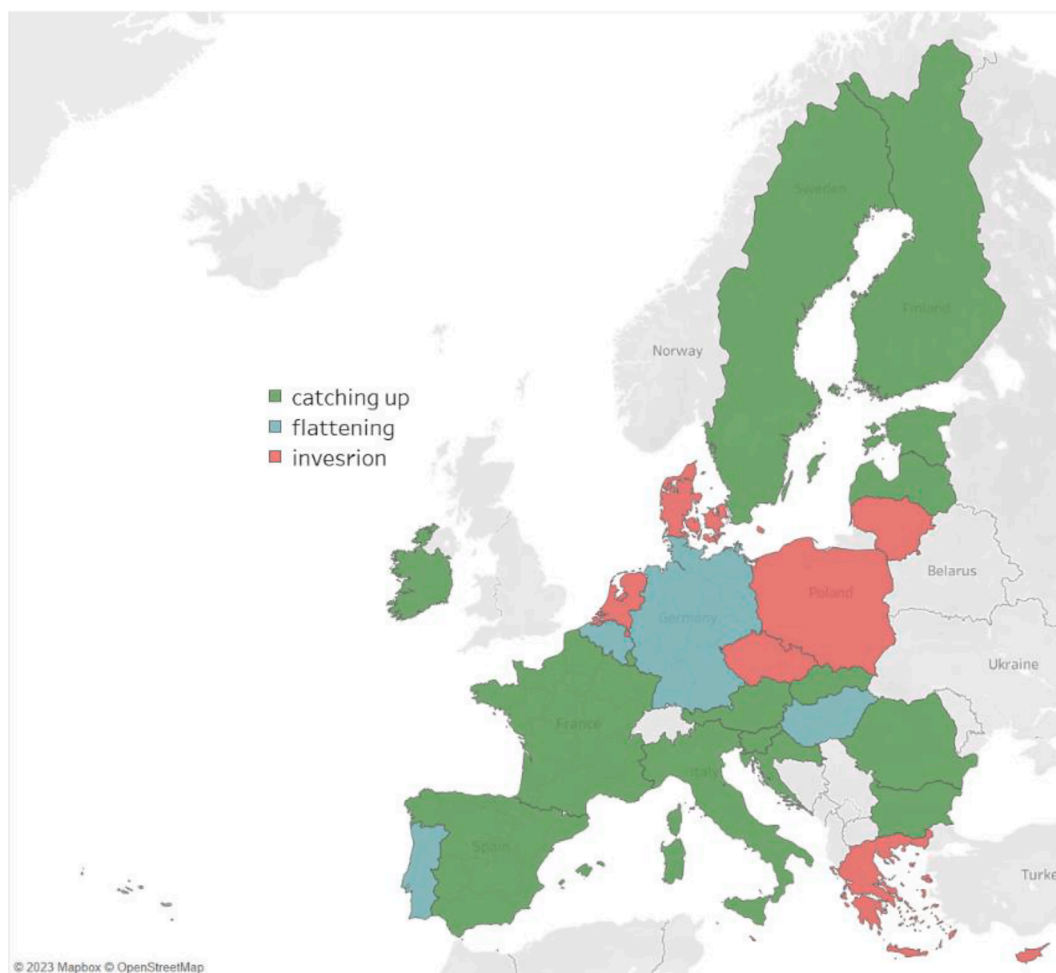 Sweden
Finland
Norway
catching up
flattening
invesrion
Belarus
Poland
Germany
Ukraine
France
Italy
Spain
Turke
© 2023 Mapbox © OpenStreetMap